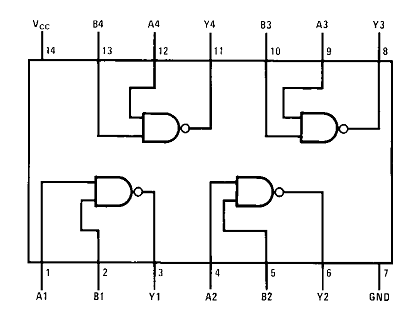 VCC B4 A4 Y4 B3 A3 Y3
14 13 12 11 10 9 8
1 2 3 4 5 6 7
A1 B1 Y1 A2 B2 Y2 GND